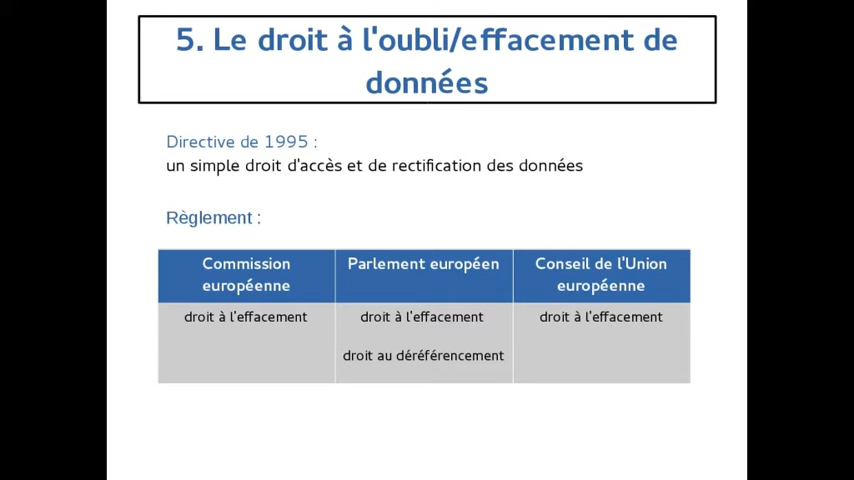 5. Le droit à l'oubli/effacement de
données
Directive de 1995 :
un simple droit d'accès et de rectification des données
Règlement :
Commission
européenne
Parlement européen
Conseil de l'Union
européenne
droit à l'effacement
droit à l'effacement
droit au déréférencement
droit à l'effacement